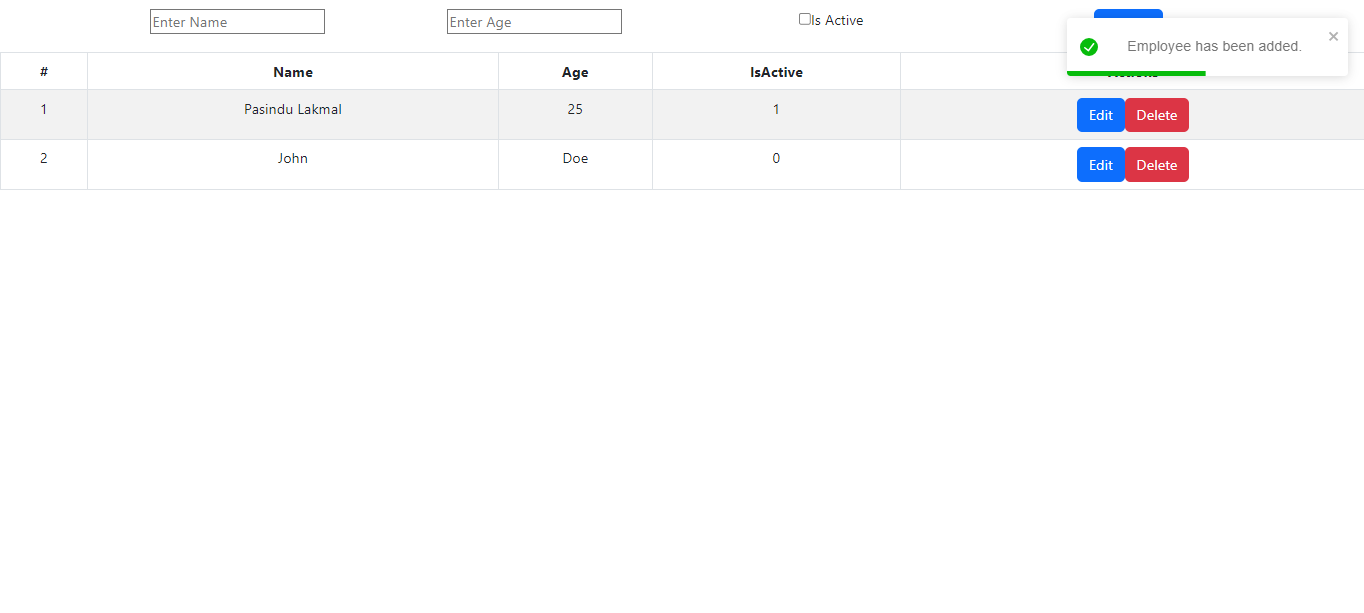 Enter Name Enter Age Is Active
Employee has been added. ×
# Name Age IsActive Actions
1 Pasindu Lakmal 25 1 Edit Delete
2 John Doe 0 Edit Delete